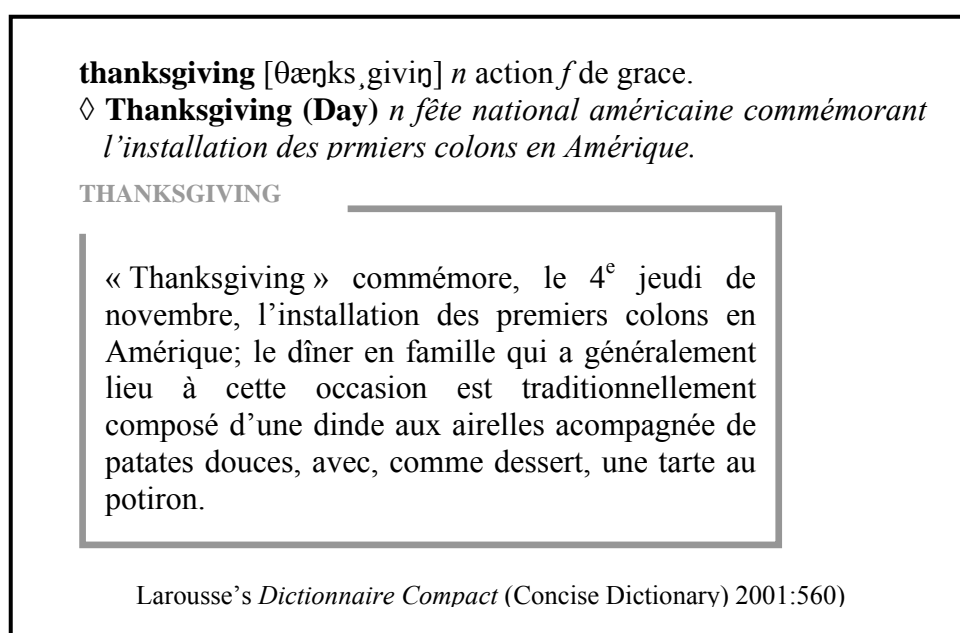 thanksgiving [θæŋks¸giviŋ] n action f de grace.
◊ Thanksgiving (Day) n fête national américaine commémorant
l’installation des prmiers colons en Amérique.
THANKSGIVING
« Thanksgiving » commémore, le 4e jeudi de
novembre, l’installation des premiers colons en
Amérique; le dîner en famille qui a généralement
lieu à cette occasion est traditionnellement
composé d’une dinde aux airelles acompagnée de
patates douces, avec, comme dessert, une tarte au
potiron.
Larousse’s Dictionnaire Compact (Concise Dictionary) 2001:560)